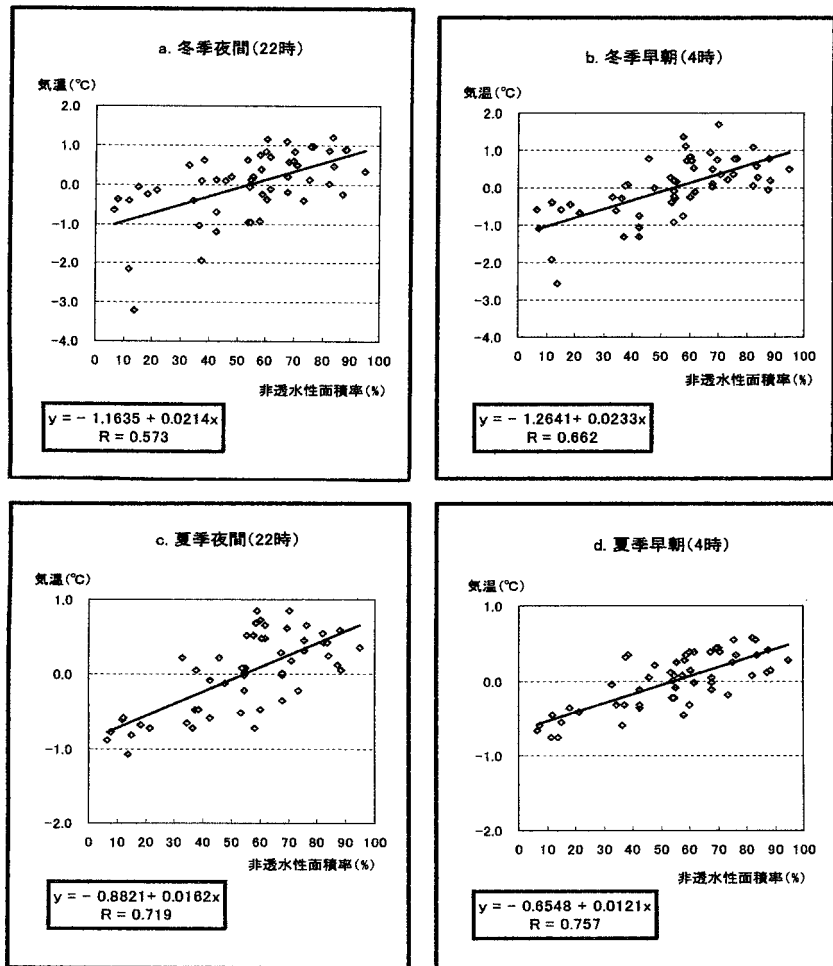 a. 冬季夜間(22時)
気温(℃)
2.0
1.0
0.0
-1.0
-2.0
-3.0
-4.0
0 10 20 30 40 50 60 70 80 90 100
非透水性面積率(%)
y = - 1.1635 + 0.0214x
R = 0.573
b. 冬季早朝(4時)
気温(℃)
2.0
1.0
0.0
-1.0
-2.0
-3.0
-4.0
0 10 20 30 40 50 60 70 80 90 100
非透水性面積率(%)
y = - 1.2641+ 0.0233x
R = 0.662
c. 夏季夜間(22時)
気温(℃)
1.0
0.0
-1.0
-2.0
0 10 20 30 40 50 60 70 80 90 100
非透水性面積率(%)
y = - 0.8821+ 0.0162x
R = 0.719
d. 夏季早朝(4時)
気温(℃)
1.0
0.0
-1.0
-2.0
0 10 20 30 40 50 60 70 80 90 100
非透水性面積率(%)
y = - 0.6548 + 0.0121x
R = 0.757